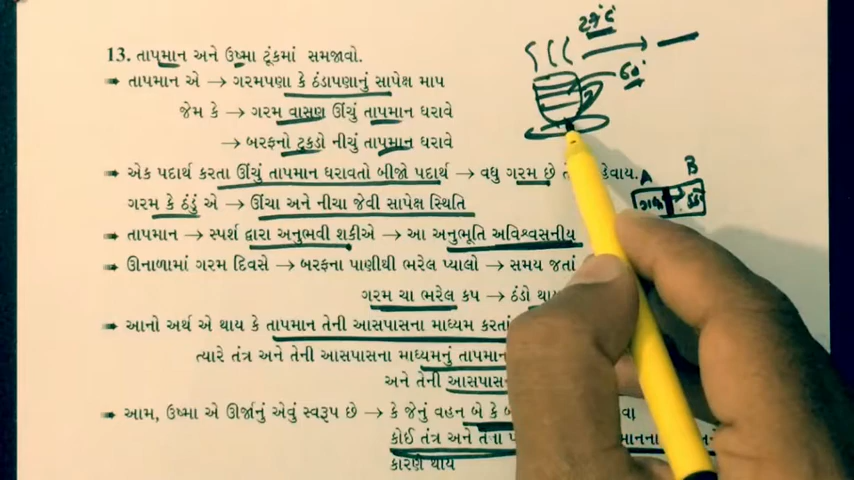 27°C
60°
13. તાપમાન અને ઉષ્મા ટૂંકમાં સમજાવો.
તાપમાન એ → ગરમપણા કે ઠંડાપણાનું સાપેક્ષ માપ
જેમ કે → ગરમ વાસણ ઊંચું તાપમાન ધરાવે
→ બરફનો ટુકડો નીચું તાપમાન ધરાવે
એક પદાર્થ કરતા ઊંચું તાપમાન ધરાવતો બીજો પદાર્થ → વધુ ગરમ છે કહેવાય.
A B
ગરમ કે ઠંડું એ → ઊંચા અને નીચા જેવી સાપેક્ષ સ્થિતિ
તાપમાન → સ્પર્શ દ્વારા અનુભવી શકીએ → આ અનુભૂતિ અવિશ્વસનીય
ઊનાળામાં ગરમ દિવસે → બરફના પાણીથી ભરેલ પ્યાલો → સમય જતાં
ગરમ ચા ભરેલ કપ → ઠંડો થાય
આનો અર્થ એ થાય કે તાપમાન તેની આસપાસના માધ્યમ કરતાં
ત્યારે તંત્ર અને તેની આસપાસના માધ્યમનું તાપમાન
અને તેની આસપાસ
આમ, ઉષ્મા એ ઊર્જાનું એવું સ્વરૂપ છે → કે જેનું વહન બે કે
કોઈ તંત્ર અને તેના
કારણે થાય